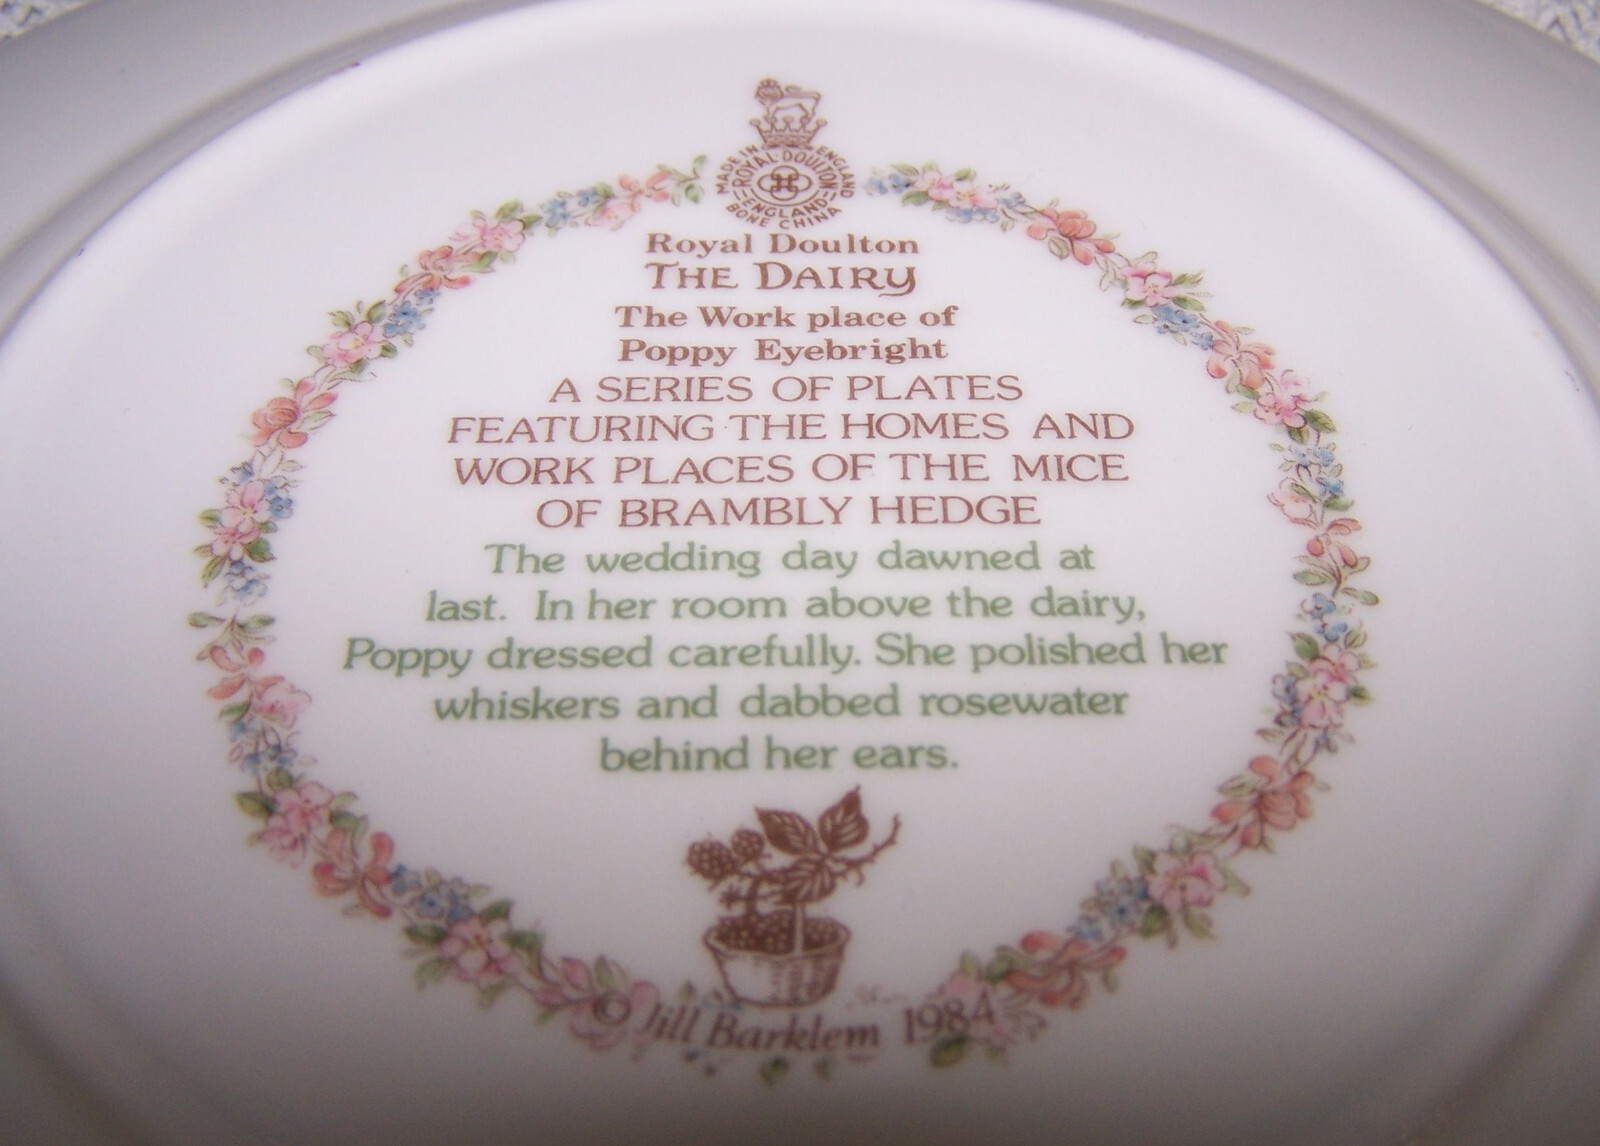 MADE IN ENGLAND
ROYAL·DOULTON
ENGLAND
BONE CHINA
Royal Doulton
THE DAIRY
The Work place of
Poppy Eyebright
A SERIES OF PLATES
FEATURING THE HOMES AND
WORK PLACES OF THE MICE
OF BRAMBLY HEDGE
The wedding day dawned at
last. In her room above the dairy,
Poppy dressed carefully. She polished her
whiskers and dabbed rosewater
behind her ears.
© Jill Barklem 1984